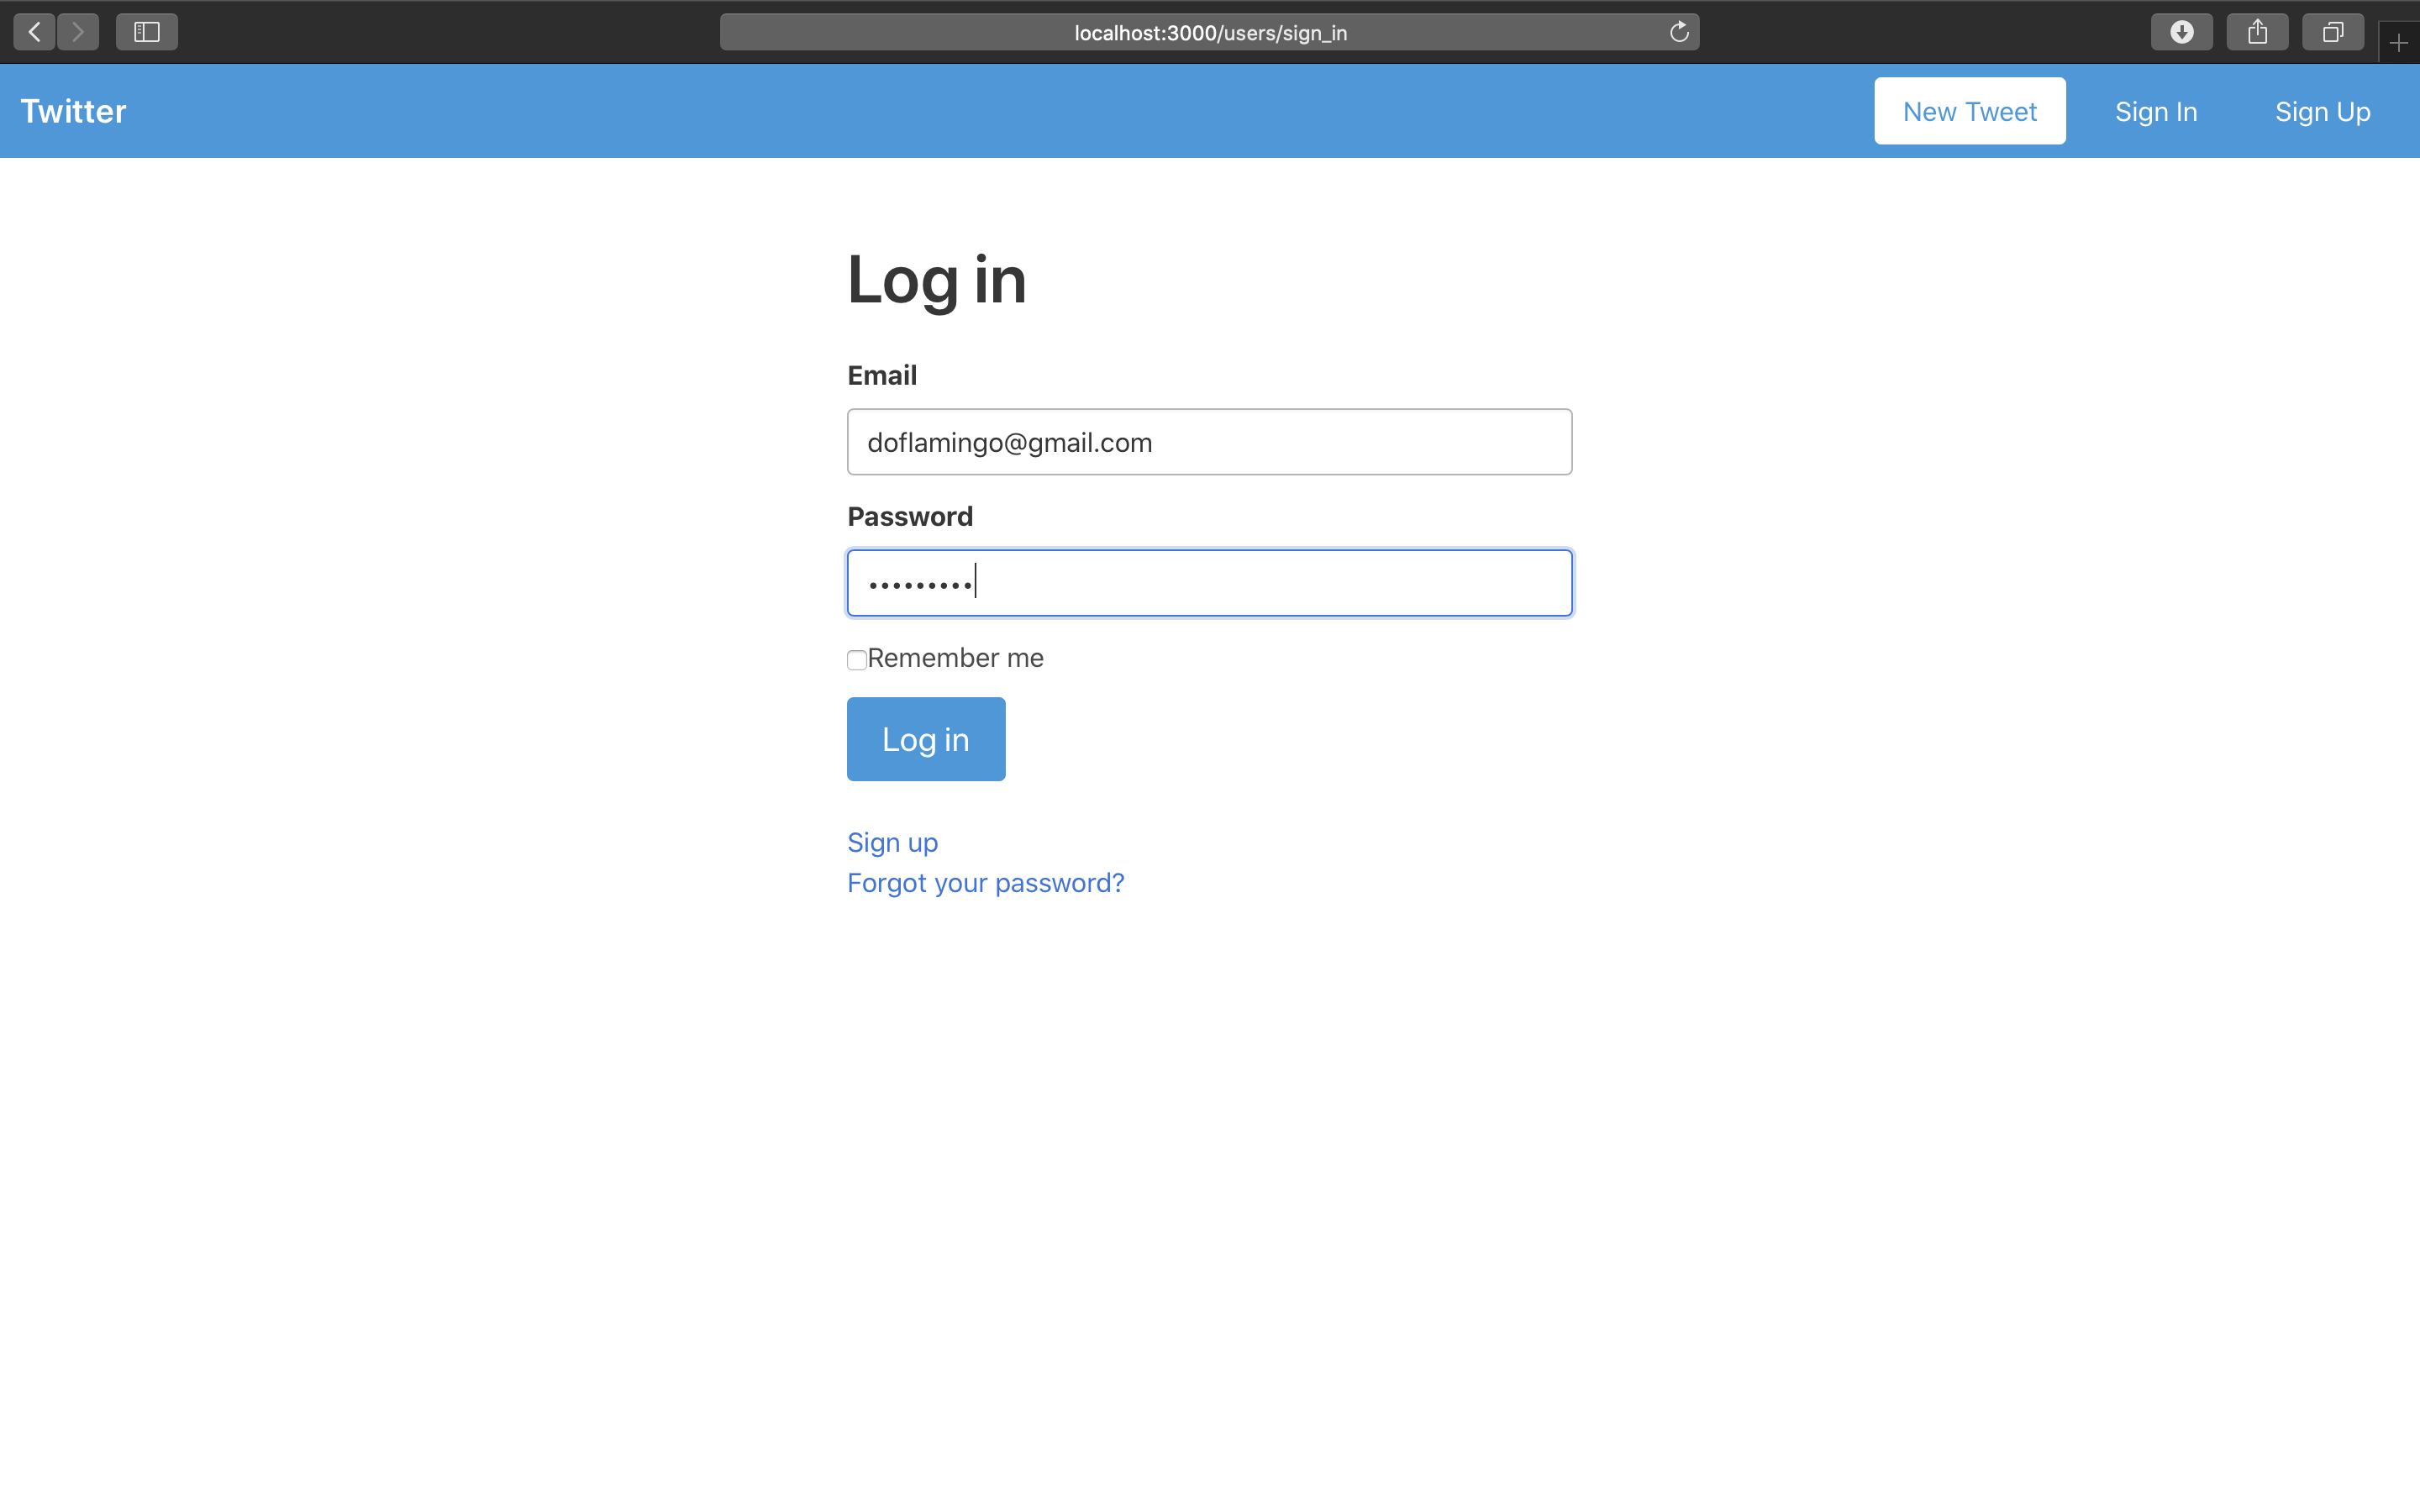 localhost:3000/users/sign_in
Twitter
New Tweet
Sign In
Sign Up
Log in
Email
doflamingo@gmail.com
Password
•••••••••
Remember me
Log in
Sign up
Forgot your password?